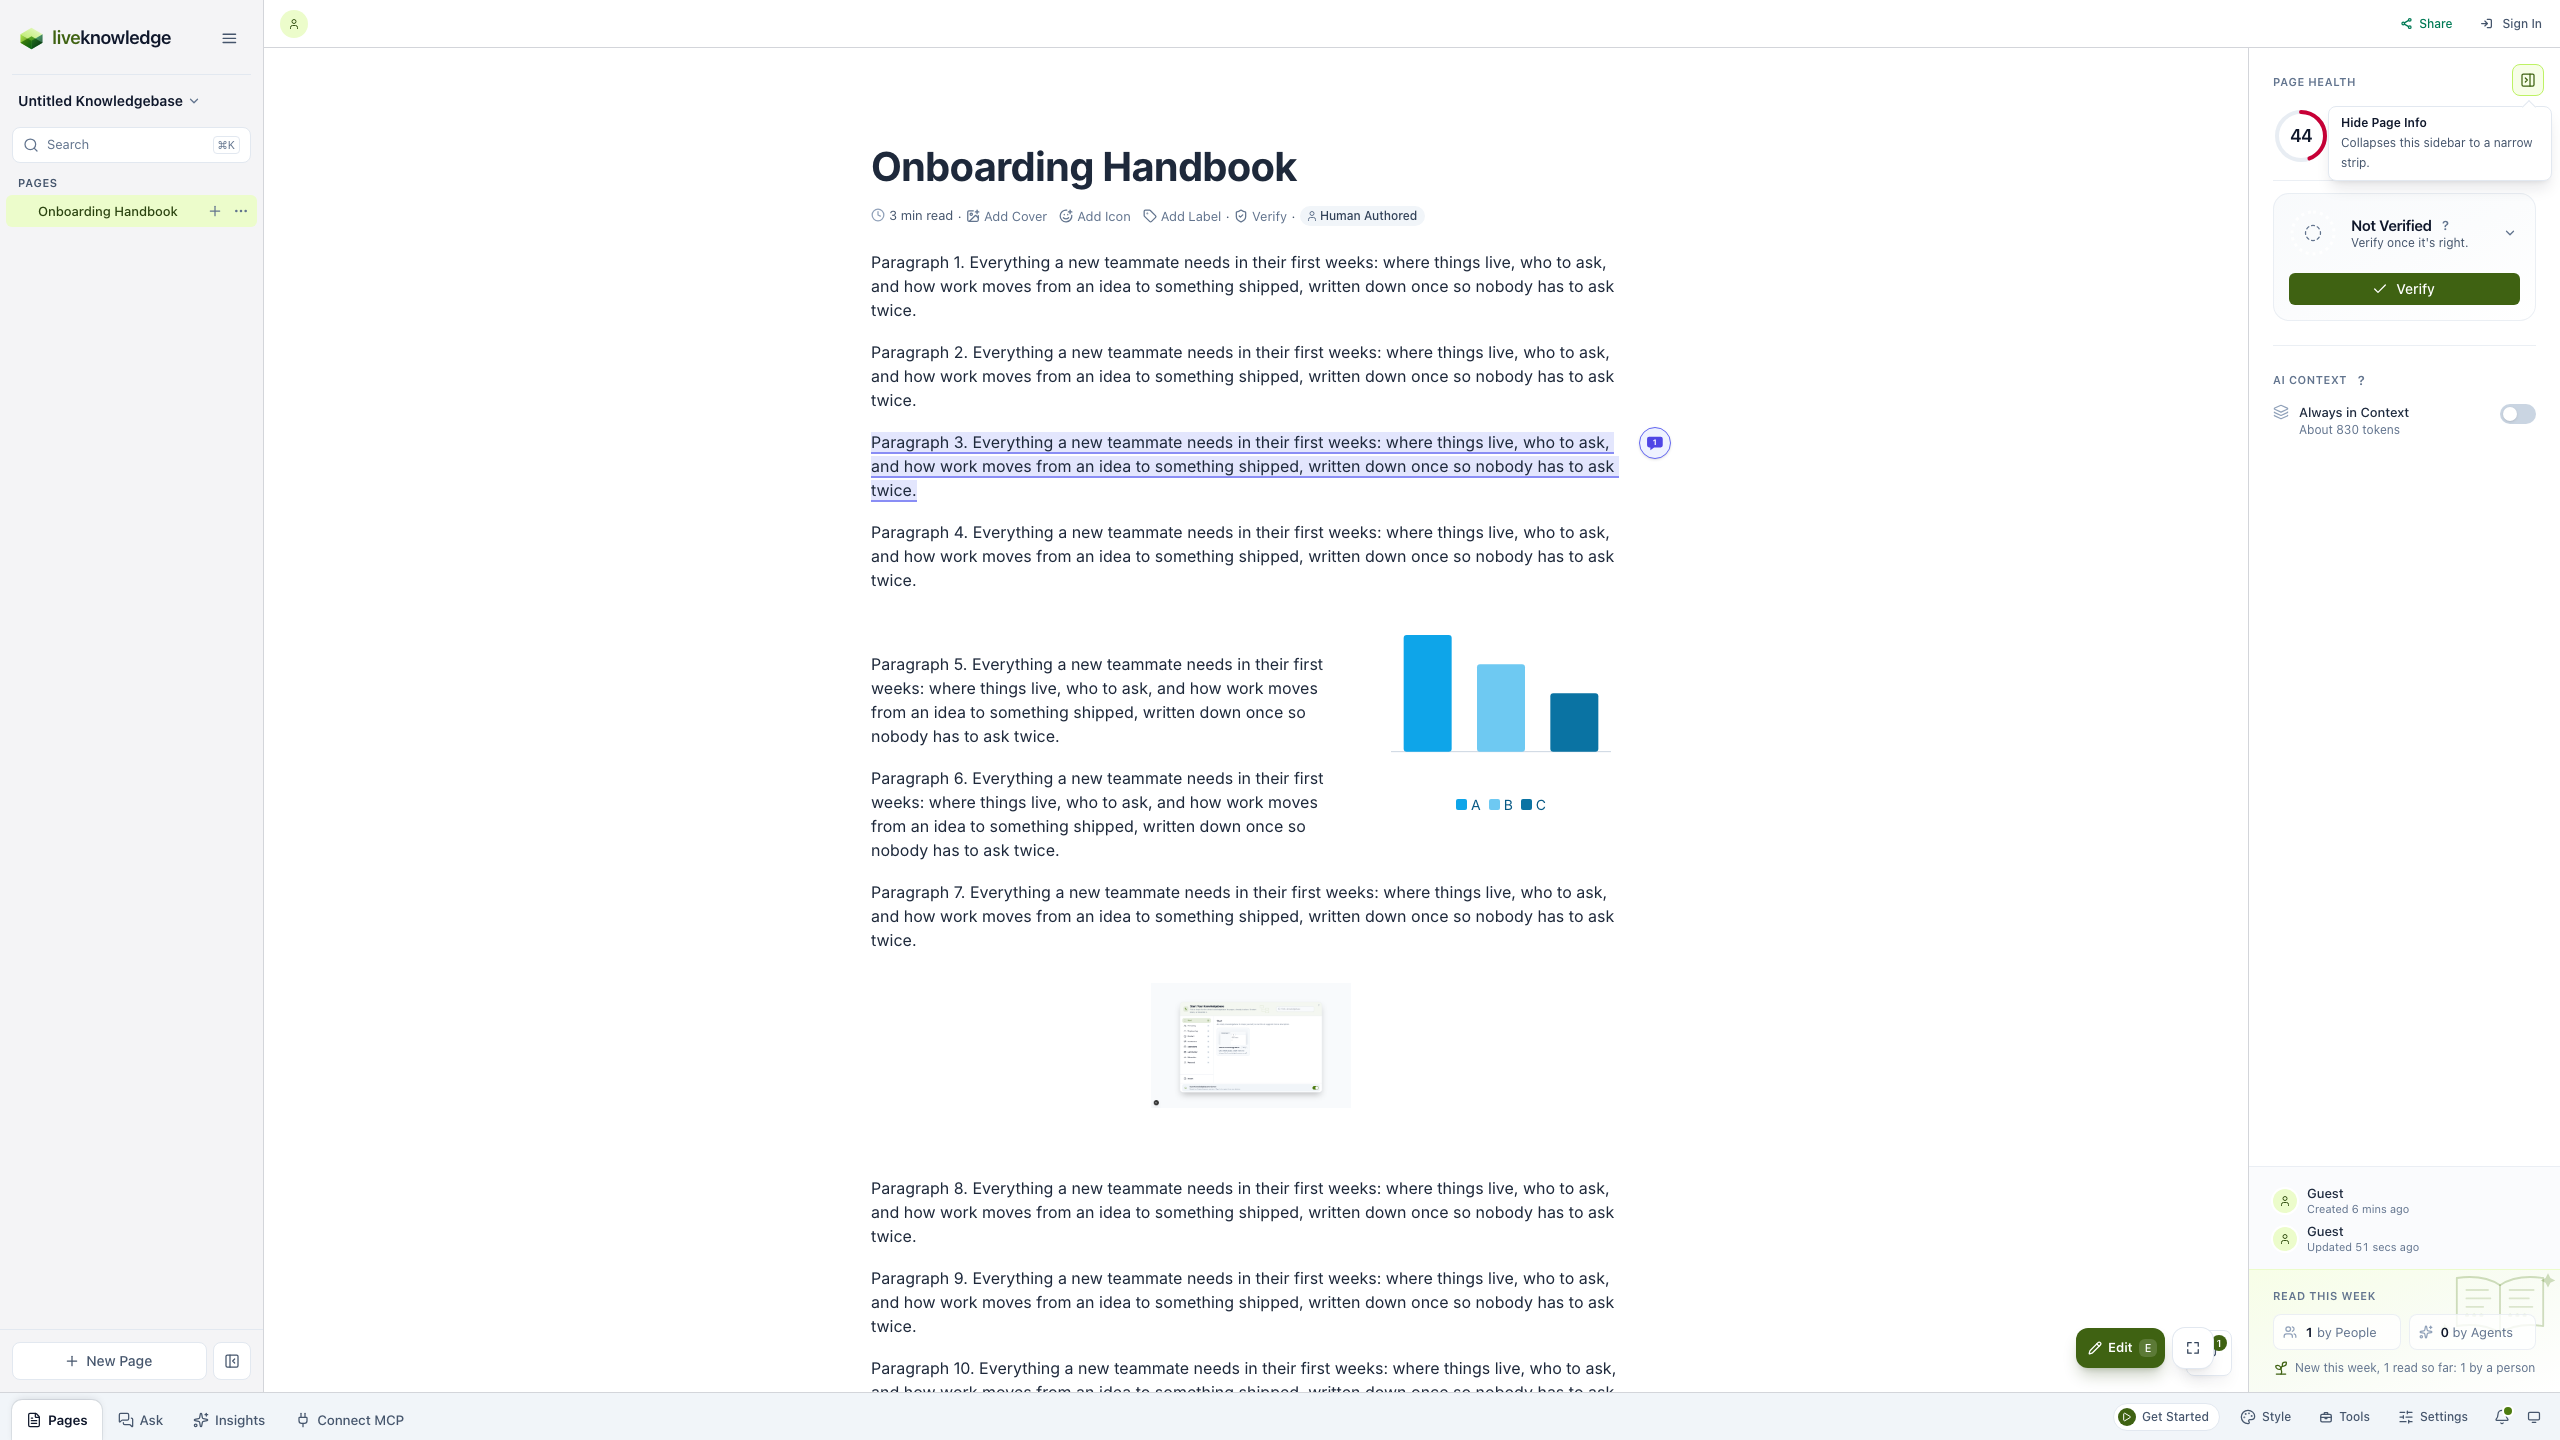 liveknowledge
Untitled Knowledgebase
Search ⌘K
PAGES
Onboarding Handbook
New Page
Share
Sign In
Onboarding Handbook
3 min read · Add Cover Add Icon Add Label · Verify · Human Authored
Paragraph 1. Everything a new teammate needs in their first weeks: where things live, who to ask,
and how work moves from an idea to something shipped, written down once so nobody has to ask
twice.
Paragraph 2. Everything a new teammate needs in their first weeks: where things live, who to ask,
and how work moves from an idea to something shipped, written down once so nobody has to ask
twice.
Paragraph 3. Everything a new teammate needs in their first weeks: where things live, who to ask,
and how work moves from an idea to something shipped, written down once so nobody has to ask
twice.
1
Paragraph 4. Everything a new teammate needs in their first weeks: where things live, who to ask,
and how work moves from an idea to something shipped, written down once so nobody has to ask
twice.
Paragraph 5. Everything a new teammate needs in their first
weeks: where things live, who to ask, and how work moves
from an idea to something shipped, written down once so
nobody has to ask twice.
Paragraph 6. Everything a new teammate needs in their first
weeks: where things live, who to ask, and how work moves
from an idea to something shipped, written down once so
nobody has to ask twice.
A B C
Paragraph 7. Everything a new teammate needs in their first weeks: where things live, who to ask,
and how work moves from an idea to something shipped, written down once so nobody has to ask
twice.
Paragraph 8. Everything a new teammate needs in their first weeks: where things live, who to ask,
and how work moves from an idea to something shipped, written down once so nobody has to ask
twice.
Paragraph 9. Everything a new teammate needs in their first weeks: where things live, who to ask,
and how work moves from an idea to something shipped, written down once so nobody has to ask
twice.
Paragraph 10. Everything a new teammate needs in their first weeks: where things live, who to ask,
and how work moves from an idea to something shipped, written down once so nobody has to ask
Edit E
1
PAGE HEALTH
44
Hide Page Info
Collapses this sidebar to a narrow
strip.
Not Verified ?
Verify once it's right.
Verify
AI CONTEXT ?
Always in Context
About 830 tokens
Guest
Created 6 mins ago
Guest
Updated 51 secs ago
READ THIS WEEK
1 by People
0 by Agents
New this week, 1 read so far: 1 by a person
Pages
Ask
Insights
Connect MCP
Get Started
Style
Tools
Settings